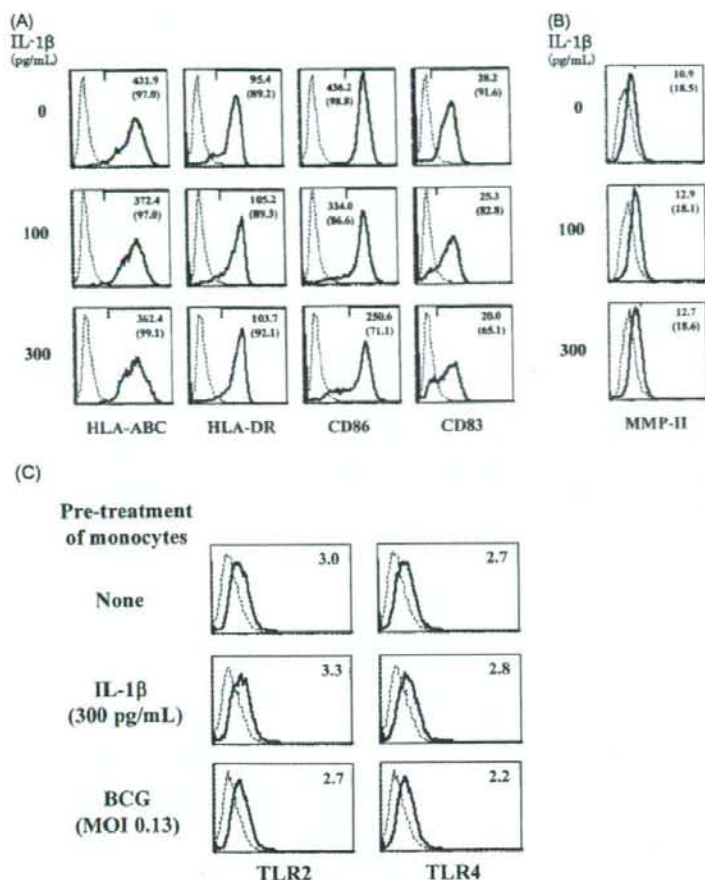 (A)
IL-1β
(pg/mL)
0
431.9
(97.0)
95.4
(89.2)
436.2
(98.8)
28.2
(91.6)
100
372.4
(97.0)
105.2
(89.3)
334.0
(86.6)
25.3
(82.8)
300
362.4
(99.1)
103.7
(92.1)
250.6
(71.1)
20.0
(65.1)
HLA-ABC
HLA-DR
CD86
CD83
(B)
IL-1β
(pg/mL)
0
10.9
(18.5)
100
12.9
(18.1)
300
12.7
(18.6)
MMP-II
(C)
Pre-treatment
of monocytes
None
3.0
2.7
IL-1β
(300 pg/mL)
3.3
2.8
BCG
(MOI 0.13)
2.7
2.2
TLR2
TLR4